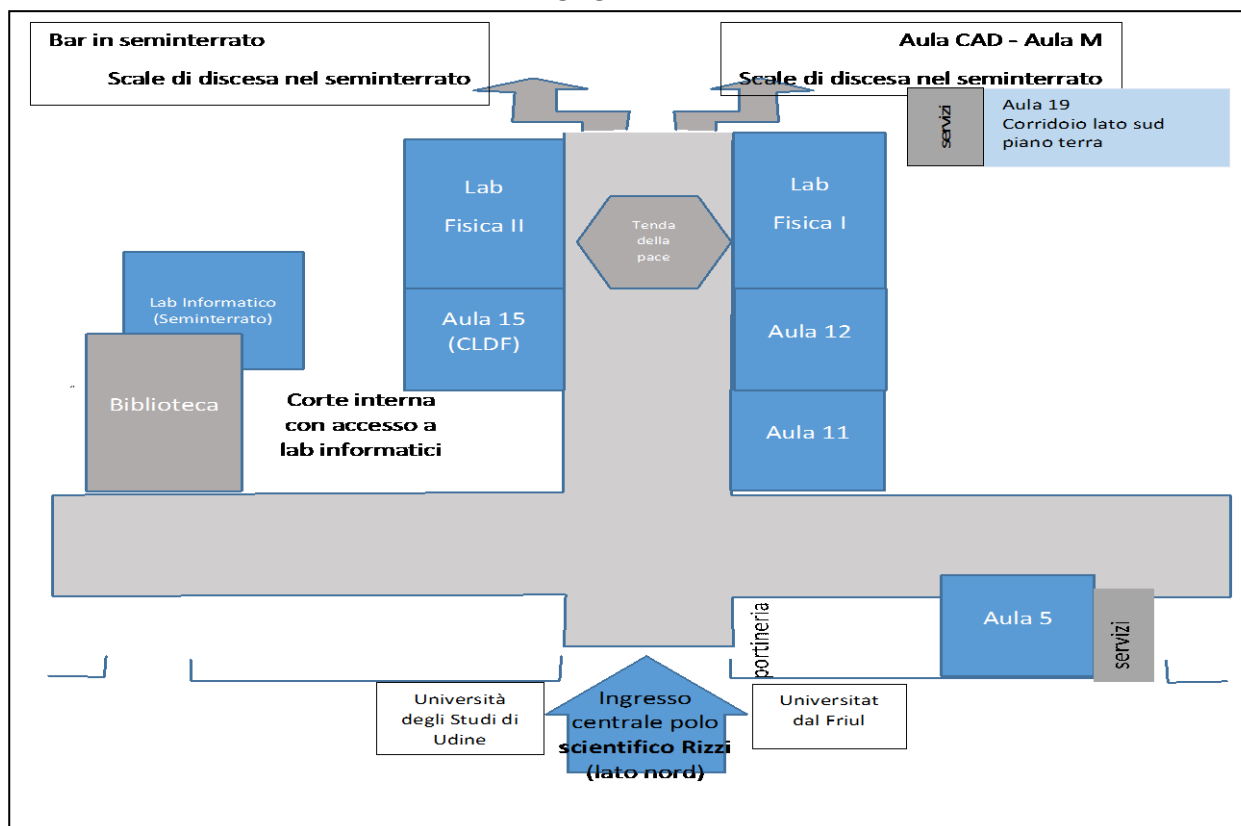 Bar in seminterrato
Scale di discesa nel seminterrato
Aula CAD - Aula M
Scale di discesa nel seminterrato
servizi
Aula 19
Corridoio lato sud
piano terra
Lab
Fisica II
Tenda
della
pace
Lab
Fisica I
Lab Informatico
(Seminterrato)
Aula 15
(CLDF)
Aula 12
Biblioteca
Corte interna
con accesso a
lab informatici
Aula 11
portineria
Aula 5
servizi
Università
degli Studi di
Udine
Ingresso
centrale polo
scientifico Rizzi
(lato nord)
Universitat
dal Friul